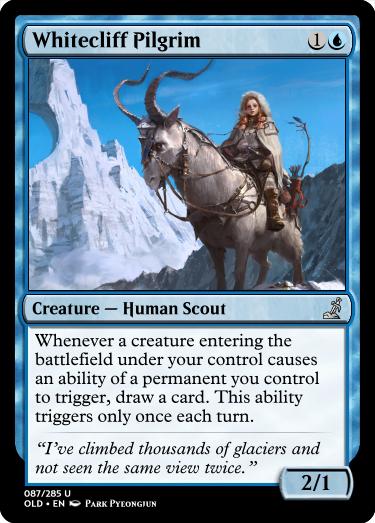 Whitecliff Pilgrim
1
Creature — Human Scout
Whenever a creature entering the
battlefield under your control causes
an ability of a permanent you control
to trigger, draw a card. This ability
triggers only once each turn.
“I’ve climbed thousands of glaciers and
not seen the same view twice.”
2/1
087/285 U
OLD • EN Park Pyeongjun